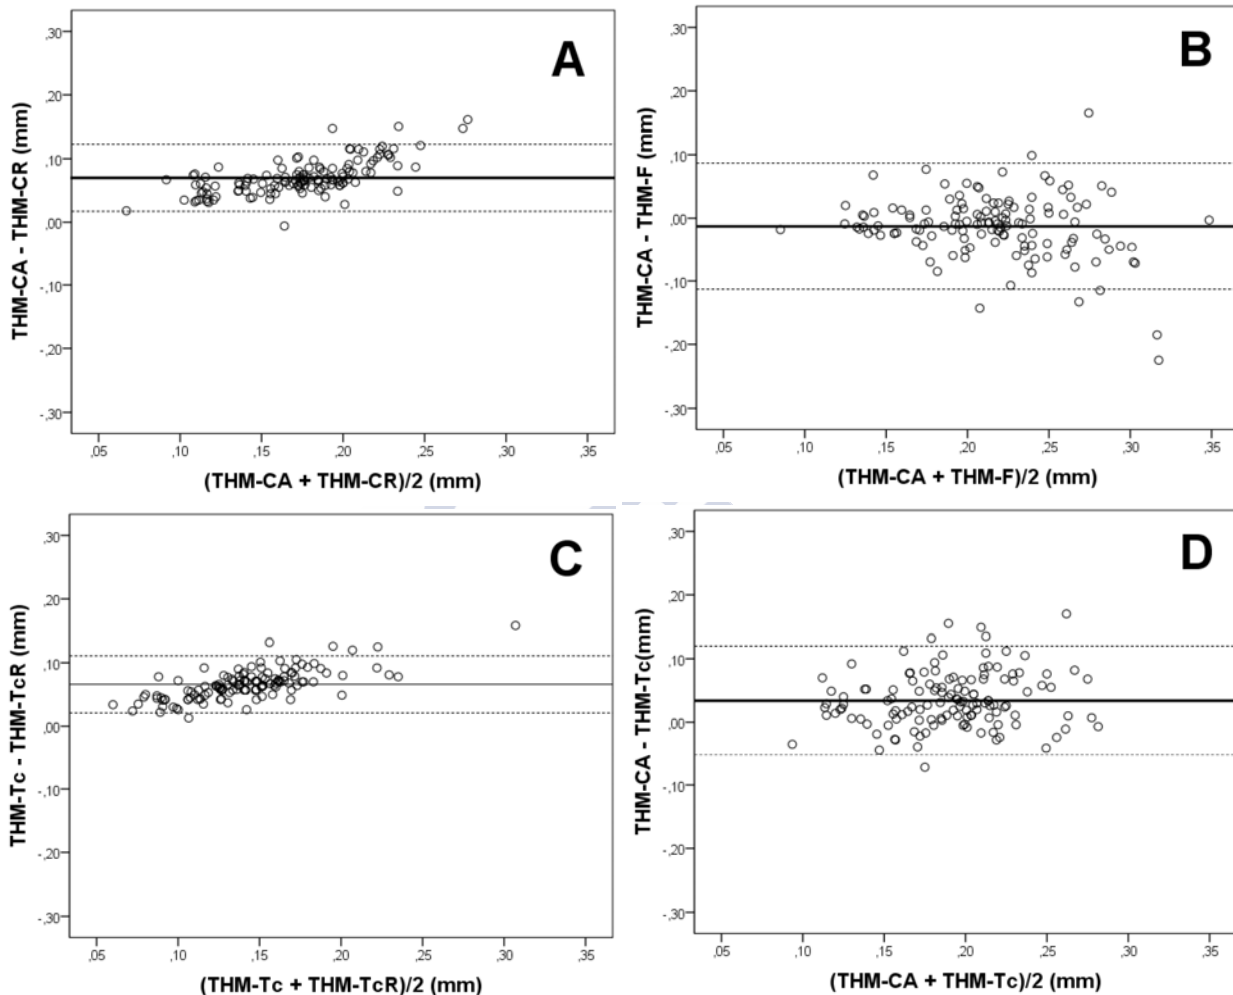 A
THM-CA - THM-CR (mm)
,30
,20
,10
,00
-,10
-,20
-,30
,05 ,10 ,15 ,20 ,25 ,30 ,35
(THM-CA + THM-CR)/2 (mm)
B
THM-CA - THM-F (mm)
,30
,20
,10
,00
-,10
-,20
-,30
,05 ,10 ,15 ,20 ,25 ,30 ,35
(THM-CA + THM-F)/2 (mm)
C
THM-Tc - THM-TcR (mm)
,30
,20
,10
,00
-,10
-,20
-,30
,05 ,10 ,15 ,20 ,25 ,30 ,35
(THM-Tc + THM-TcR)/2 (mm)
D
THM-CA - THM-Tc(mm)
,30
,20
,10
,00
-,10
-,20
-,30
,05 ,10 ,15 ,20 ,25 ,30 ,35
(THM-CA + THM-Tc)/2 (mm)